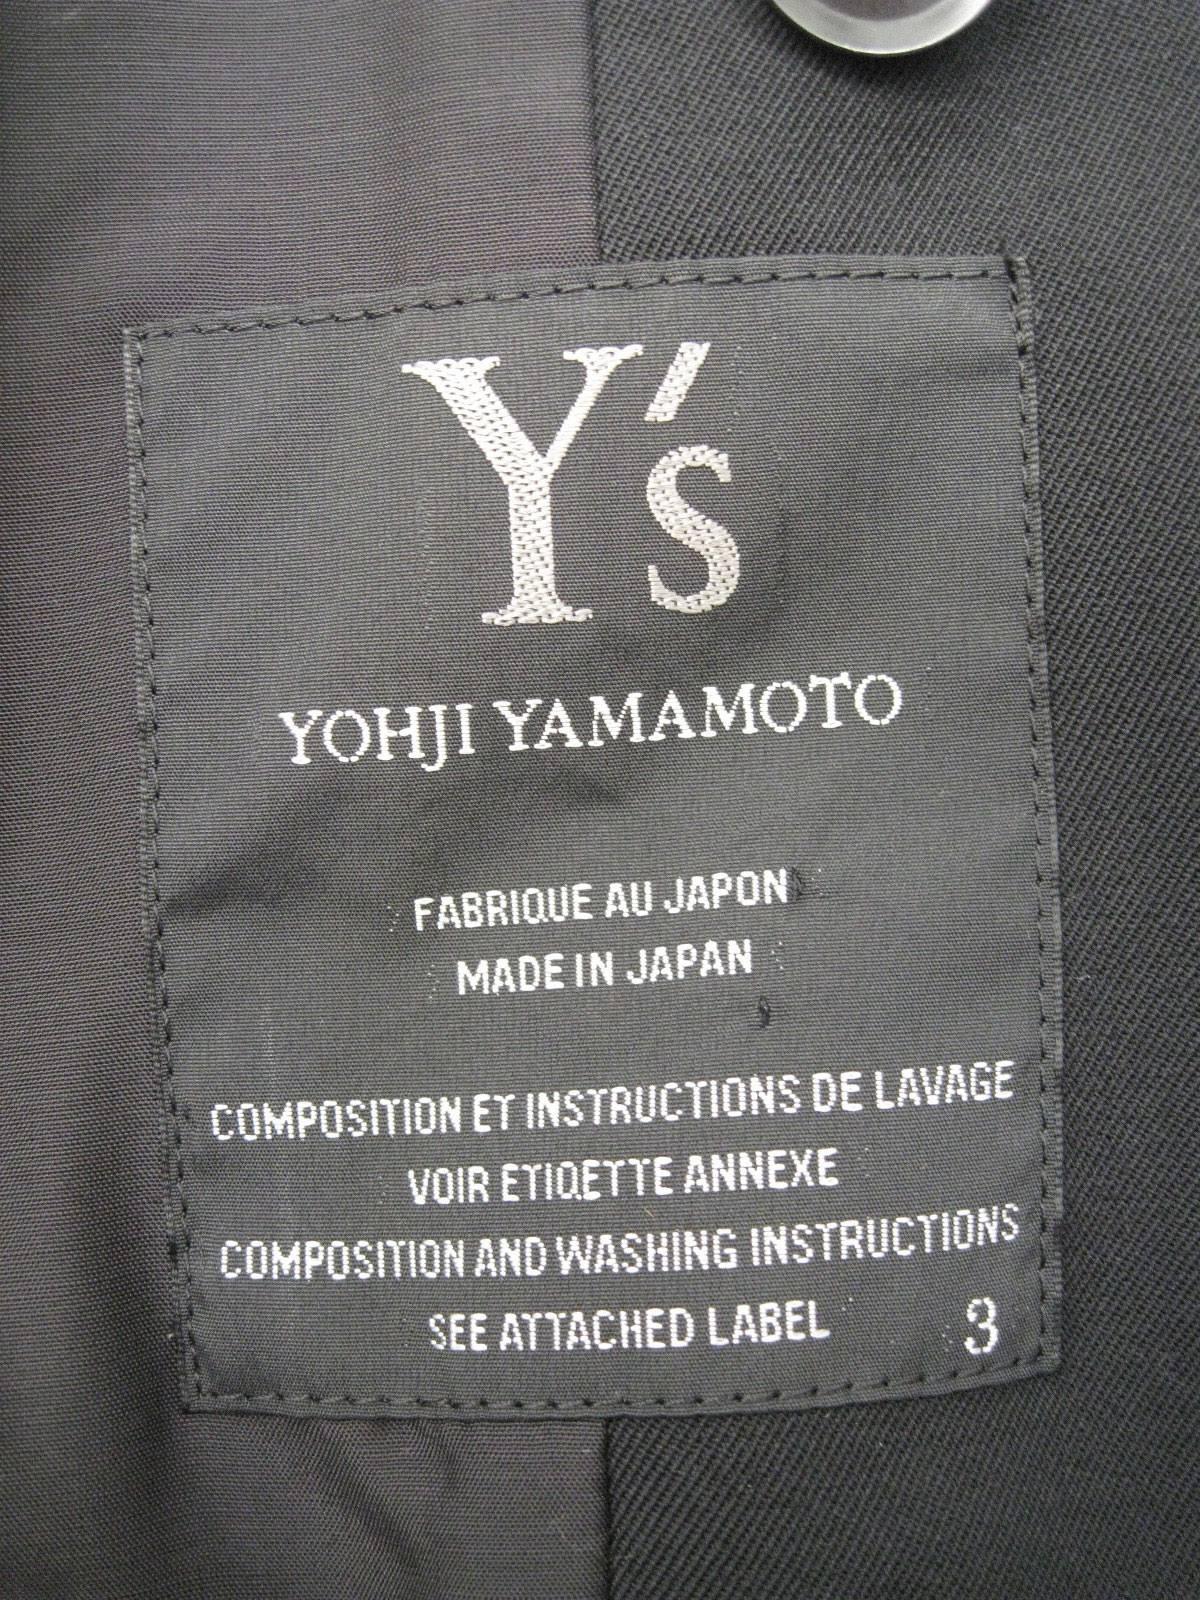 Y's
YOHJI YAMAMOTO
FABRIQUE AU JAPON
MADE IN JAPAN
COMPOSITION ET INSTRUCTIONS DE LAVAGE
VOIR ETIQETTE ANNEXE
COMPOSITION AND WASHING INSTRUCTIONS
SEE ATTACHED LABEL 3